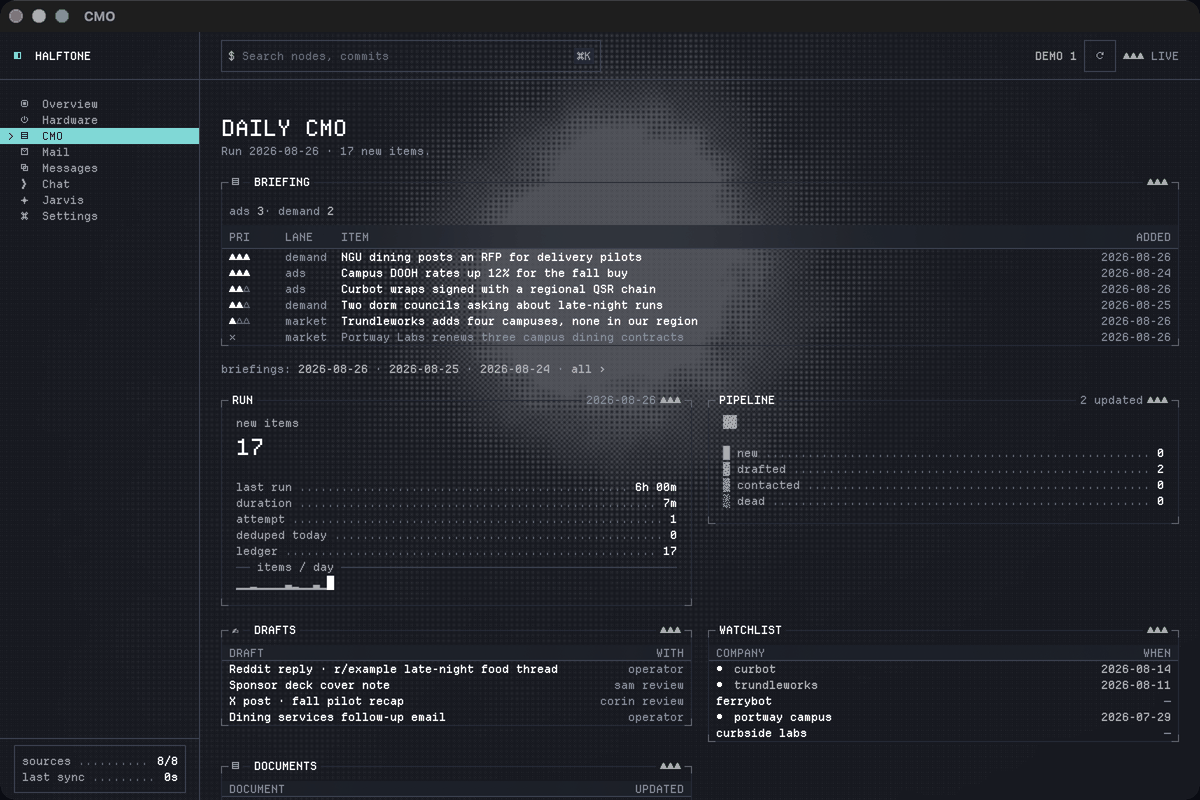 CMO
HALFTONE
$ Search nodes, commits ⌘K
DEMO 1
LIVE
Overview
Hardware
CMO
Mail
Messages
Chat
Jarvis
Settings
DAILY CMO
Run 2026-08-26 · 17 new items.
BRIEFING
ads 3· demand 2
PRI LANE ITEM ADDED
▲▲▲ demand NGU dining posts an RFP for delivery pilots 2026-08-26
▲▲▲ ads Campus DOOH rates up 12% for the fall buy 2026-08-24
▲▲△ ads Curbot wraps signed with a regional QSR chain 2026-08-26
▲▲△ demand Two dorm councils asking about late-night runs 2026-08-25
▲△△ market Trundleworks adds four campuses, none in our region 2026-08-26
× market Portway Labs renews three campus dining contracts 2026-08-26
briefings: 2026-08-26 · 2026-08-25 · 2026-08-24 · all ›
RUN 2026-08-26
new items
17
last run 6h 00m
duration 7m
attempt 1
deduped today 0
ledger 17
items / day
PIPELINE 2 updated
new 0
drafted 2
contacted 0
dead 0
DRAFTS
DRAFT WITH
Reddit reply · r/example late-night food thread operator
Sponsor deck cover note sam review
X post · fall pilot recap corin review
Dining services follow-up email operator
WATCHLIST
COMPANY WHEN
• curbot 2026-08-14
• trundleworks 2026-08-11
ferrybot —
• portway campus 2026-07-29
curbside labs —
DOCUMENTS
DOCUMENT UPDATED
sources 8/8
last sync 0s